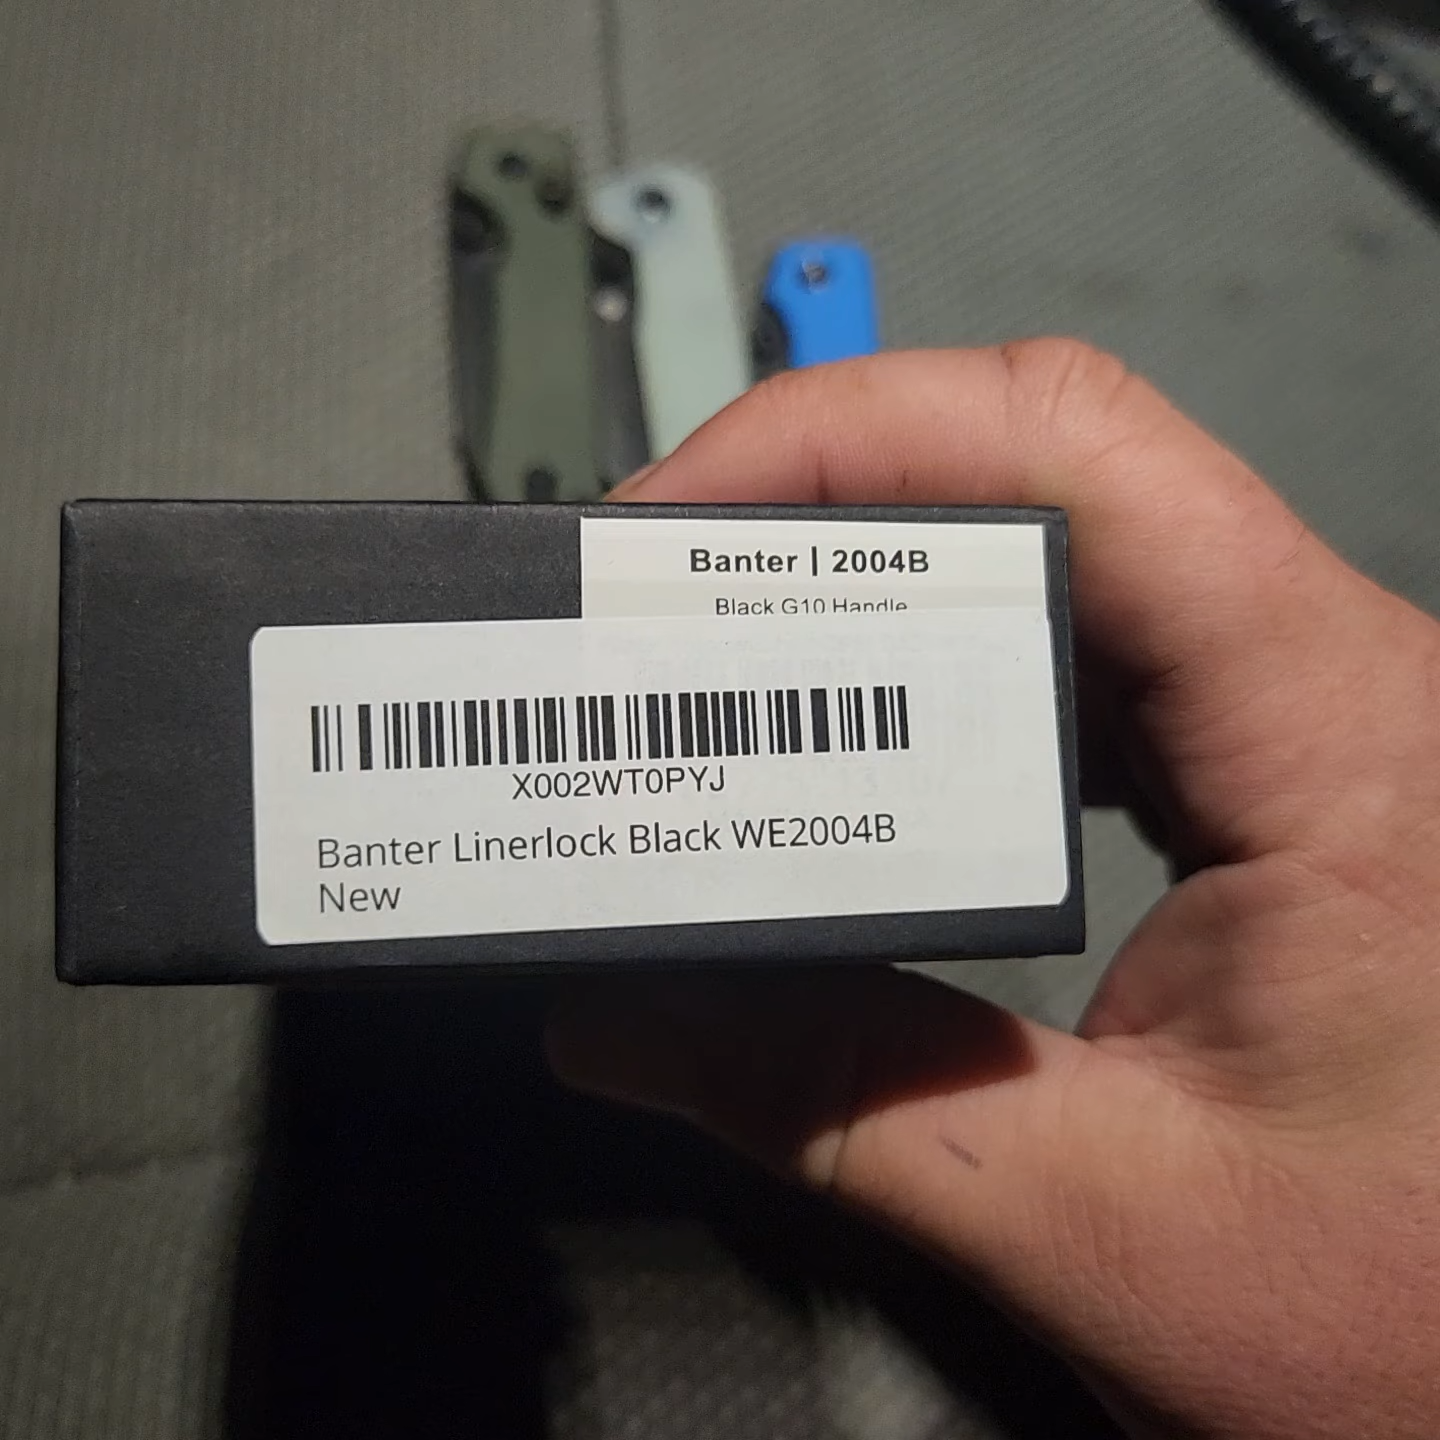 Banter | 2004B
Black G10 Handle
X002WT0PYJ
Banter Linerlock Black WE2004B
New